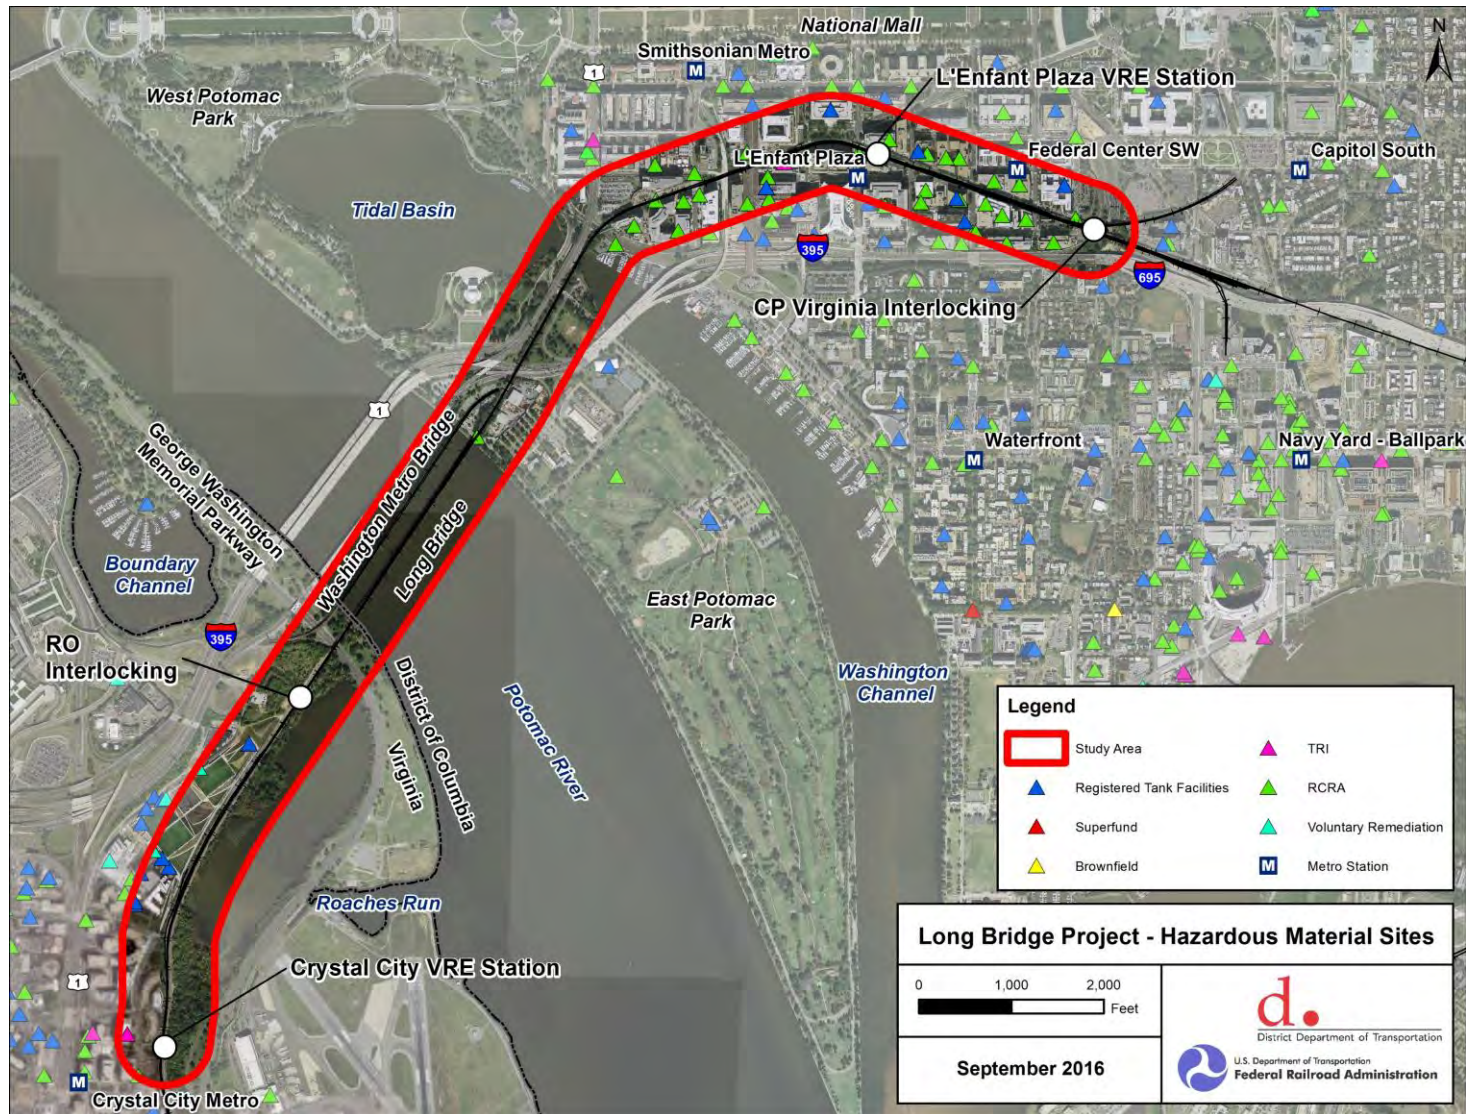 National Mall
N
Smithsonian Metro
1
L'Enfant Plaza VRE Station
West Potomac
Park
L'Enfant Plaza
M
M
Federal Center SW
M
Capitol South
M
Tidal Basin
395
695
CP Virginia Interlocking
1
George Washington
Memorial Parkway
Washington Metro Bridge
Long Bridge
Waterfront
M
Navy Yard - Ballpark
M
Boundary
Channel
East Potomac
Park
395
RO
Interlocking
Washington
Channel
District of Columbia
Virginia
Potomac River
Roaches Run
Crystal City VRE Station
1
M
Crystal City Metro
Legend
Study Area
Registered Tank Facilities
Superfund
Brownfield
TRI
RCRA
Voluntary Remediation
M Metro Station
Long Bridge Project - Hazardous Material Sites
0 1,000 2,000
Feet
September 2016
d.
District Department of Transportation
U.S. Department of Transportation
Federal Railroad Administration